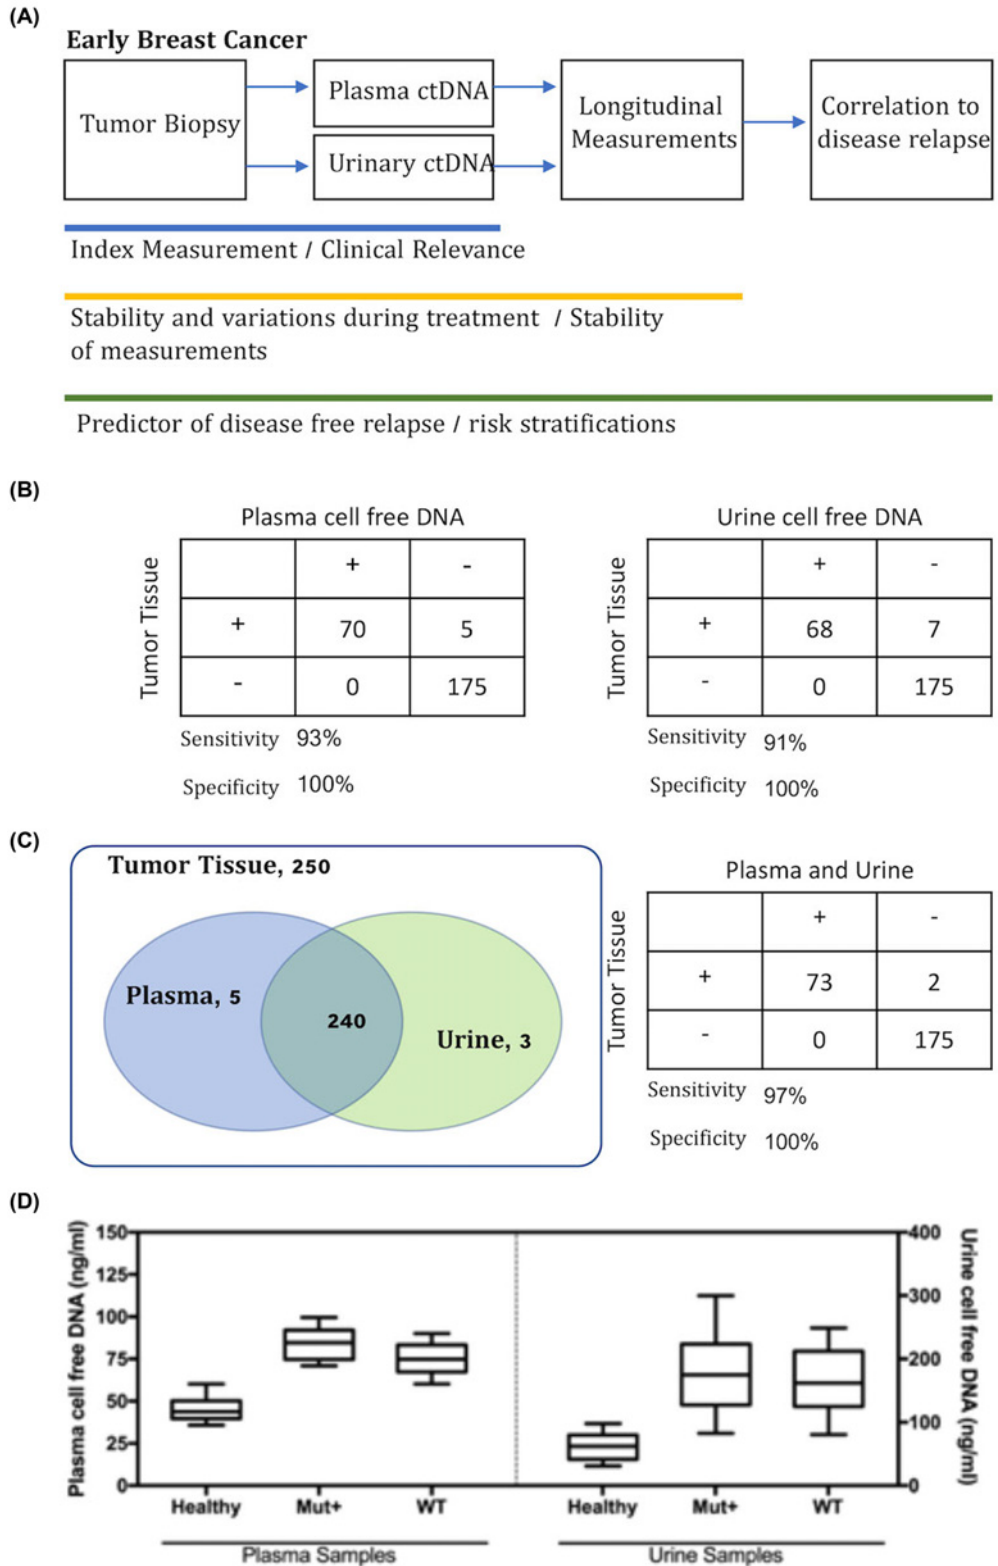 (A)
Early Breast Cancer
Tumor Biopsy
Plasma ctDNA
Urinary ctDNA
Longitudinal
Measurements
Correlation to
disease relapse
Index Measurement / Clinical Relevance
Stability and variations during treatment / Stability
of measurements
Predictor of disease free relapse / risk stratifications
(B)
Plasma cell free DNA
Tumor Tissue
+ -
+ 70 5
- 0 175
Sensitivity 93%
Specificity 100%
Urine cell free DNA
Tumor Tissue
+ -
+ 68 7
- 0 175
Sensitivity 91%
Specificity 100%
(C)
Tumor Tissue, 250
Plasma, 5
240
Urine, 3
Plasma and Urine
Tumor Tissue
+ -
+ 73 2
- 0 175
Sensitivity 97%
Specificity 100%
(D)
Plasma cell free DNA (ng/ml)
150
125
100
75
50
25
0
Urine cell free DNA (ng/ml)
400
300
200
100
0
Healthy Mut+ WT
Plasma Samples
Healthy Mut+ WT
Urine Samples